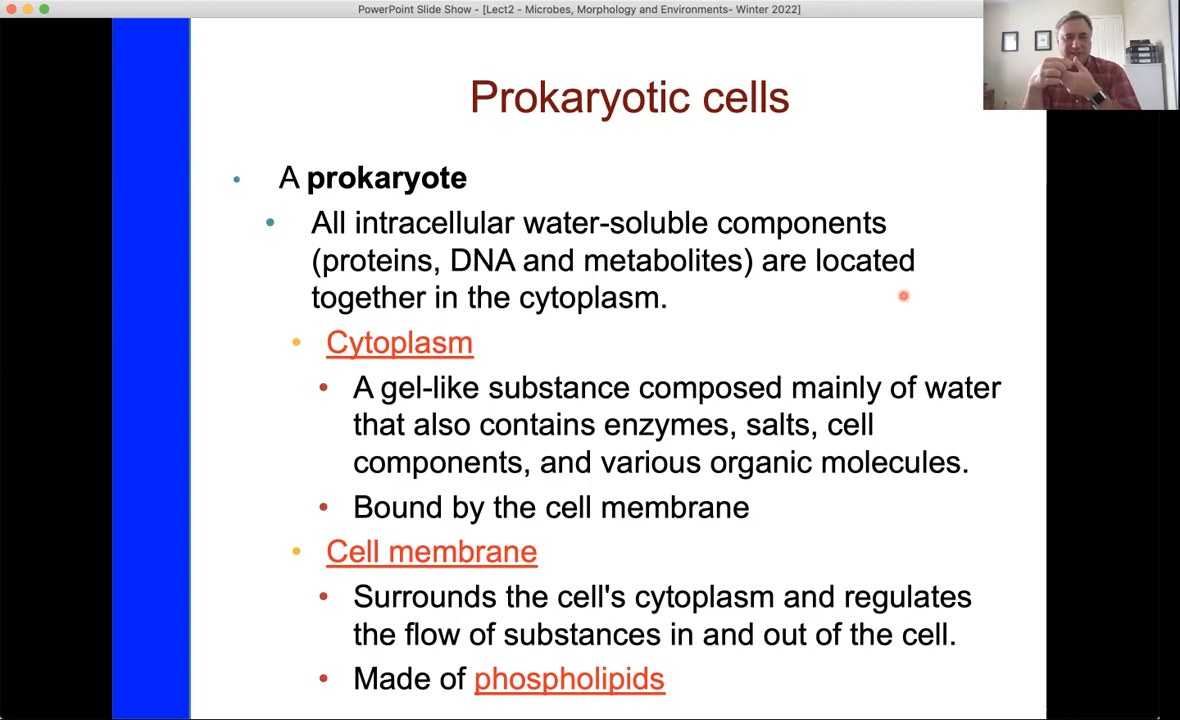 PowerPoint Slide Show - [Lect2 - Microbes, Morphology and Environments- Winter 2022]
Prokaryotic cells
• A prokaryote
• All intracellular water-soluble components
(proteins, DNA and metabolites) are located
together in the cytoplasm.
• Cytoplasm
• A gel-like substance composed mainly of water
that also contains enzymes, salts, cell
components, and various organic molecules.
• Bound by the cell membrane
• Cell membrane
• Surrounds the cell's cytoplasm and regulates
the flow of substances in and out of the cell.
• Made of phospholipids